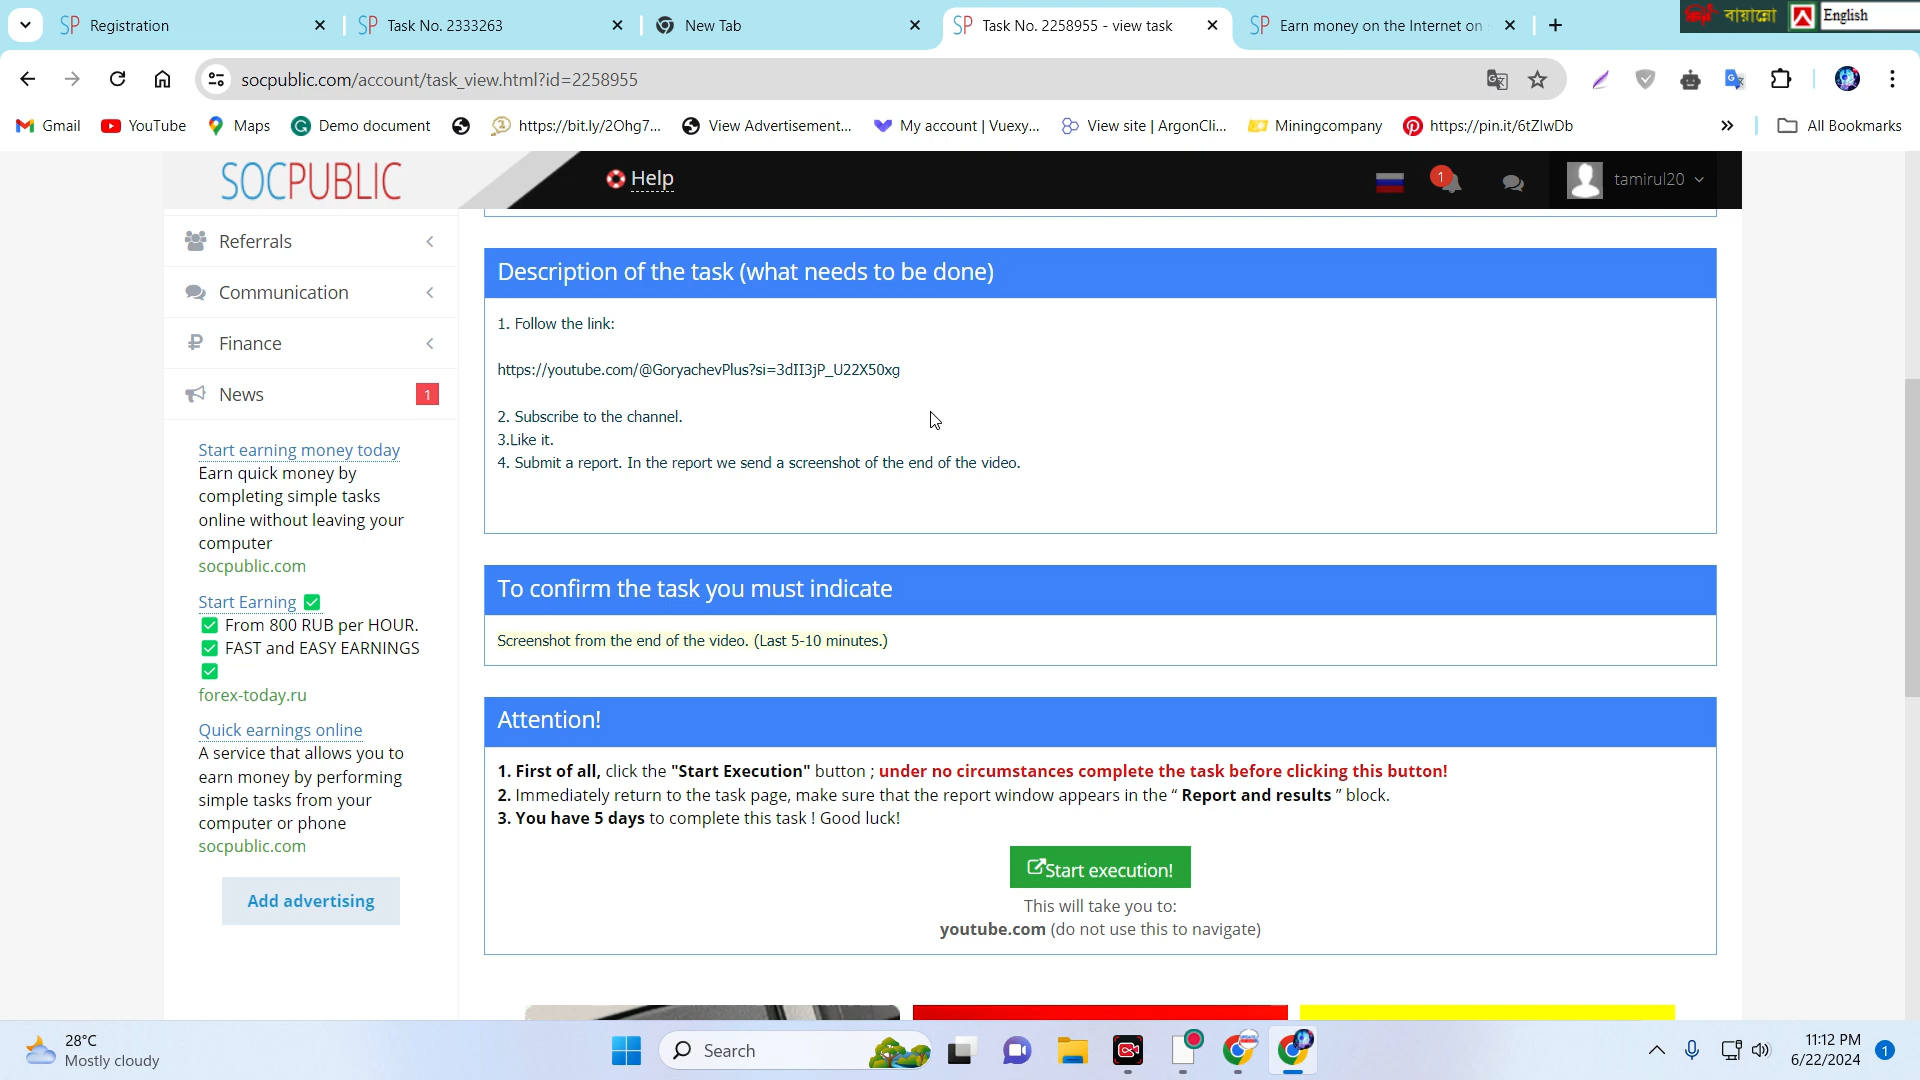 Registration
Task No. 2333263
New Tab
Task No. 2258955 - view task
Earn money on the Internet on
বায়ান্নো
English
socpublic.com/account/task_view.html?id=2258955
Gmail
YouTube
Maps
Demo document
https://bit.ly/2Ohg7...
View Advertisement...
My account | Vuexy...
View site | ArgonCli...
Miningcompany
https://pin.it/6tZlwDb
All Bookmarks
SOCPUBLIC
Help
1
tamirul20
Referrals
Communication
Finance
News
1
Start earning money today
Earn quick money by
completing simple tasks
online without leaving your
computer
socpublic.com
Start Earning ✅
✅ From 800 RUB per HOUR.
✅ FAST and EASY EARNINGS
✅
forex-today.ru
Quick earnings online
A service that allows you to
earn money by performing
simple tasks from your
computer or phone
socpublic.com
Add advertising
Description of the task (what needs to be done)
1. Follow the link:
https://youtube.com/@GoryachevPlus?si=3dII3jP_U22X50xg
2. Subscribe to the channel.
3.Like it.
4. Submit a report. In the report we send a screenshot of the end of the video.
To confirm the task you must indicate
Screenshot from the end of the video. (Last 5-10 minutes.)
Attention!
1. First of all, click the "Start Execution" button ; under no circumstances complete the task before clicking this button!
2. Immediately return to the task page, make sure that the report window appears in the “ Report and results ” block.
3. You have 5 days to complete this task ! Good luck!
Start execution!
This will take you to:
youtube.com (do not use this to navigate)
28°C
Mostly cloudy
Search
11:12 PM
6/22/2024
1